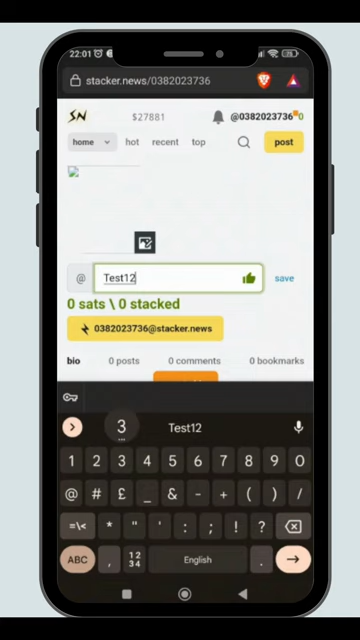 22:01
stacker.news/0382023736
SN $27881 @0382023736 0
home hot recent top post
@ Test12 save
0 sats \ 0 stacked
0382023736@stacker.news
bio 0 posts 0 comments 0 bookmarks
3 Test12
...
1 2 3 4 5 6 7 8 9 0
@ # £ _ & - + ( ) /
=\< * " ' : ; ! ?
ABC , 12 34 English .